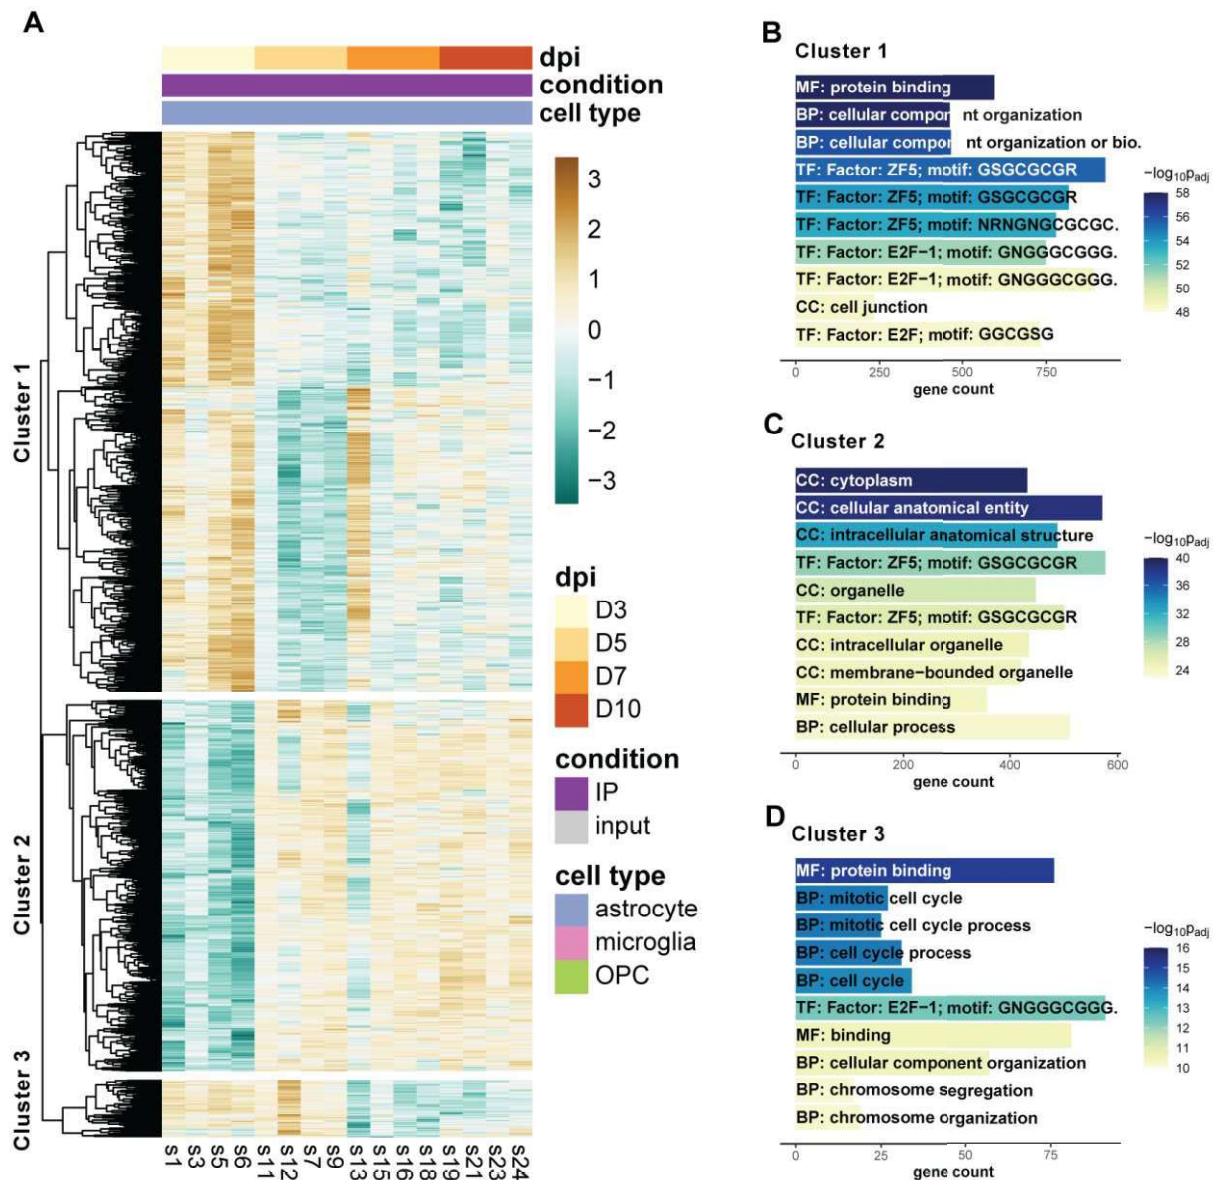 A
dpi
condition
cell type
Cluster 1
Cluster 2
Cluster 3
3
2
1
0
−1
−2
−3
dpi
D3
D5
D7
D10
condition
IP
input
cell type
astrocyte
microglia
OPC
s1
s3
s5
s6
s11
s12
s7
s9
s13
s15
s16
s18
s19
s21
s23
s24
B
Cluster 1
MF: protein binding
BP: cellular compor nt organization
BP: cellular compor nt organization or bio.
TF: Factor: ZF5; motif: GSGCGCGR
TF: Factor: ZF5; motif: GSGCGCGR
TF: Factor: ZF5; motif: NRNGNGCGCGC.
TF: Factor: E2F−1; motif: GNGGGCGGG.
TF: Factor: E2F−1; motif: GNGGGCGGG.
CC: cell junction
TF: Factor: E2F; motif: GGCGSG
0 250 500 750
gene count
−log10padj
58
56
54
52
50
48
C
Cluster 2
CC: cytoplasm
CC: cellular anatomical entity
CC: intracellular anatomical structure
TF: Factor: ZF5; motif: GSGCGCGR
CC: organelle
TF: Factor: ZF5; motif: GSGCGCGR
CC: intracellular organelle
CC: membrane−bounded organelle
MF: protein binding
BP: cellular process
0 200 400 600
gene count
−log10padj
40
36
32
28
24
D
Cluster 3
MF: protein binding
BP: mitotic cell cycle
BP: mitotic cell cycle process
BP: cell cycle process
BP: cell cycle
TF: Factor: E2F−1; motif: GNGGGCGGG.
MF: binding
BP: cellular component organization
BP: chromosome segregation
BP: chromosome organization
0 25 50 75
gene count
−log10padj
16
15
14
13
12
11
10